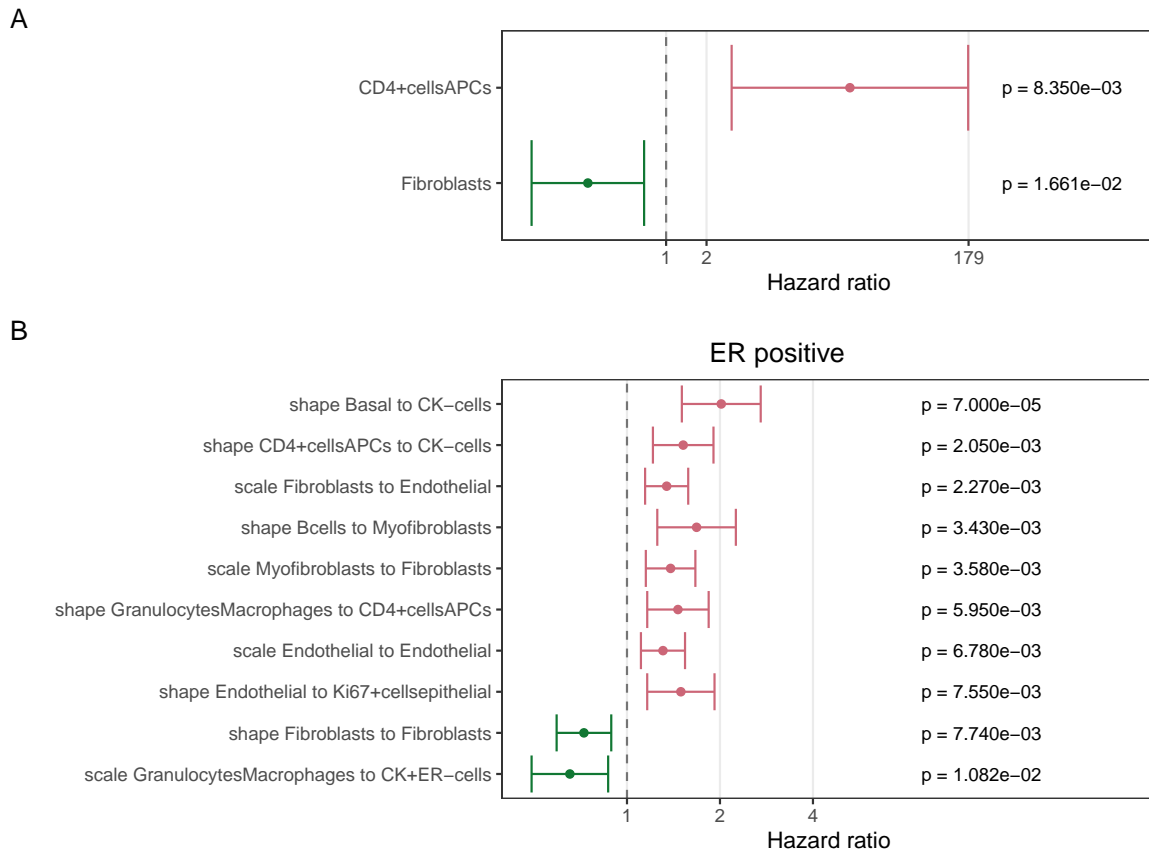 A
CD4+cellsAPCs
p = 8.350e−03
Fibroblasts
p = 1.661e−02
1 2 179
Hazard ratio
B
ER positive
shape Basal to CK−cells
p = 7.000e−05
shape CD4+cellsAPCs to CK−cells
p = 2.050e−03
scale Fibroblasts to Endothelial
p = 2.270e−03
shape Bcells to Myofibroblasts
p = 3.430e−03
scale Myofibroblasts to Fibroblasts
p = 3.580e−03
shape GranulocytesMacrophages to CD4+cellsAPCs
p = 5.950e−03
scale Endothelial to Endothelial
p = 6.780e−03
shape Endothelial to Ki67+cellsepithelial
p = 7.550e−03
shape Fibroblasts to Fibroblasts
p = 7.740e−03
scale GranulocytesMacrophages to CK+ER−cells
p = 1.082e−02
1 2 4
Hazard ratio